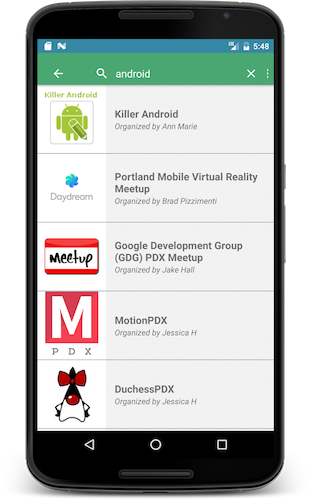 5:48
android
Killer Android
Killer Android
Organized by Ann Marie
Daydream
Portland Mobile Virtual Reality
Meetup
Organized by Brad Pizzimenti
Meetup
Google Development Group
(GDG) PDX Meetup
Organized by Jake Hall
M
P D X
MotionPDX
Organized by Jessica H
DuchessPDX
Organized by Jessica H